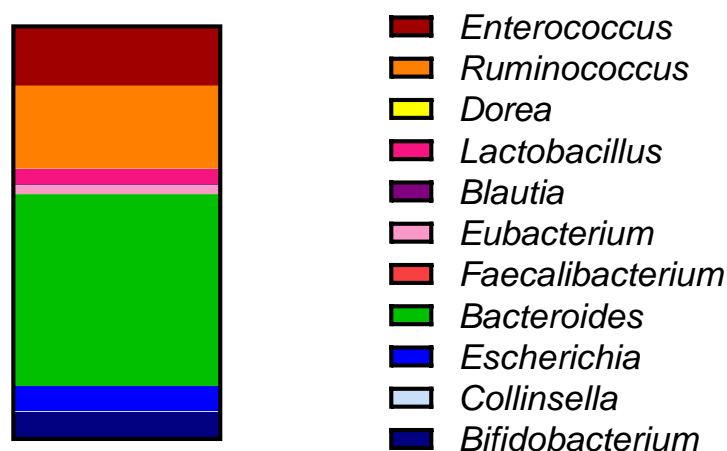 Enterococcus
Ruminococcus
Dorea
Lactobacillus
Blautia
Eubacterium
Faecalibacterium
Bacteroides
Escherichia
Collinsella
Bifidobacterium